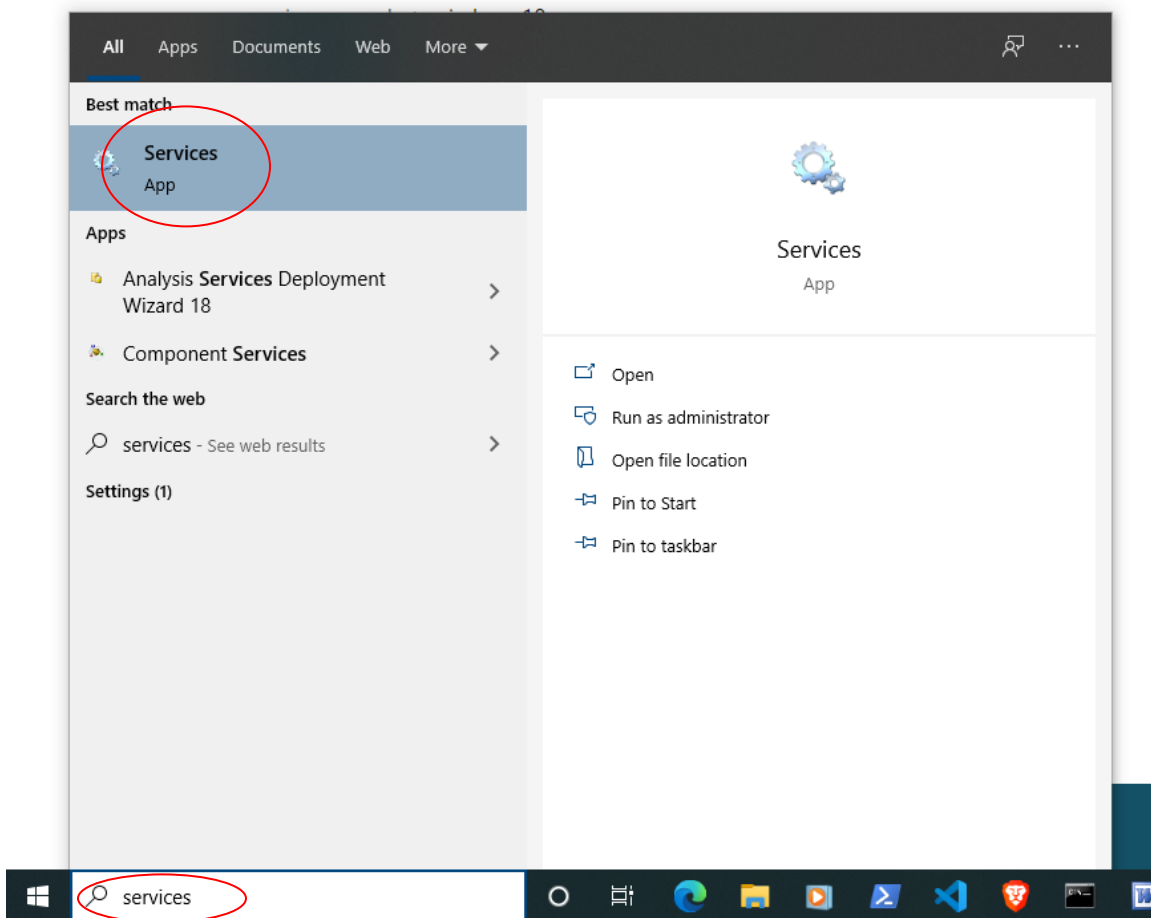 All Apps Documents Web More
Best match
Services
App
Apps
Analysis Services Deployment
Wizard 18
Component Services
Search the web
services - See web results
Settings (1)
Services
App
Open
Run as administrator
Open file location
Pin to Start
Pin to taskbar
services